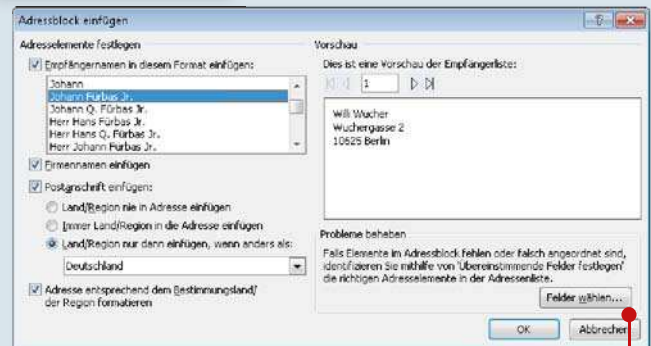 Adressblock einfügen
Adresselemente festlegen
Empfängernamen in diesem Format einfügen:
Johann
Johann Fürbas Jr.
Johann Q. Fürbas Jr.
Herr Hans Fürbas Jr.
Herr Hans Q. Fürbas Jr.
Herr Johann Fürbas Jr.
Firmennamen einfügen
Postanschrift einfügen:
Land/Region nie in Adresse einfügen
Immer Land/Region in die Adresse einfügen
Land/Region nur dann einfügen, wenn anders als:
Deutschland
Adresse entsprechend dem Bestimmungsland/
der Region formatieren
Vorschau
Dies ist eine Vorschau der Empfängerliste:
1
Willi Wucher
Wuchergasse 2
10625 Berlin
Probleme beheben
Falls Elemente im Adressblock fehlen oder falsch angeordnet sind,
identifizieren Sie mithilfe von 'Übereinstimmende Felder festlegen'
die richtigen Adresselemente in der Adressenliste.
Felder wählen...
OK
Abbrechen